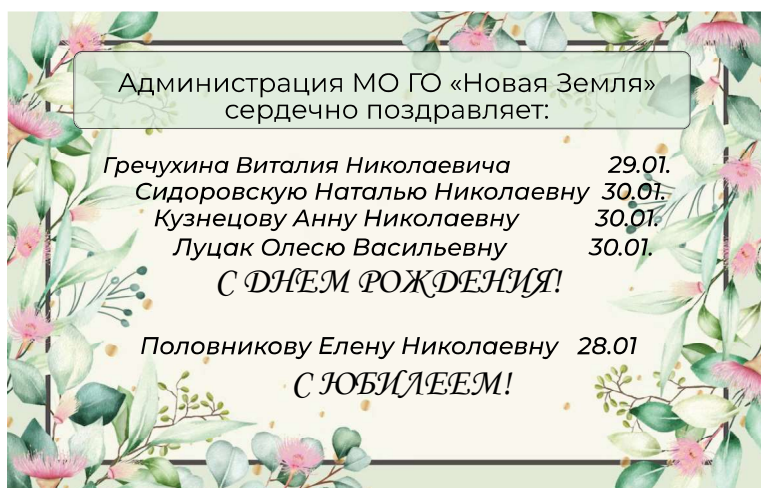 Администрация МО ГО «Новая Земля»
сердечно поздравляет:
Гречухина Виталия Николаевича 29.01.
Сидоровскую Наталью Николаевну 30.01.
Кузнецову Анну Николаевну 30.01.
Луцак Олесю Васильевну 30.01.
С ДНЕМ РОЖДЕНИЯ!
Половникову Елену Николаевну 28.01
С ЮБИЛЕЕМ!